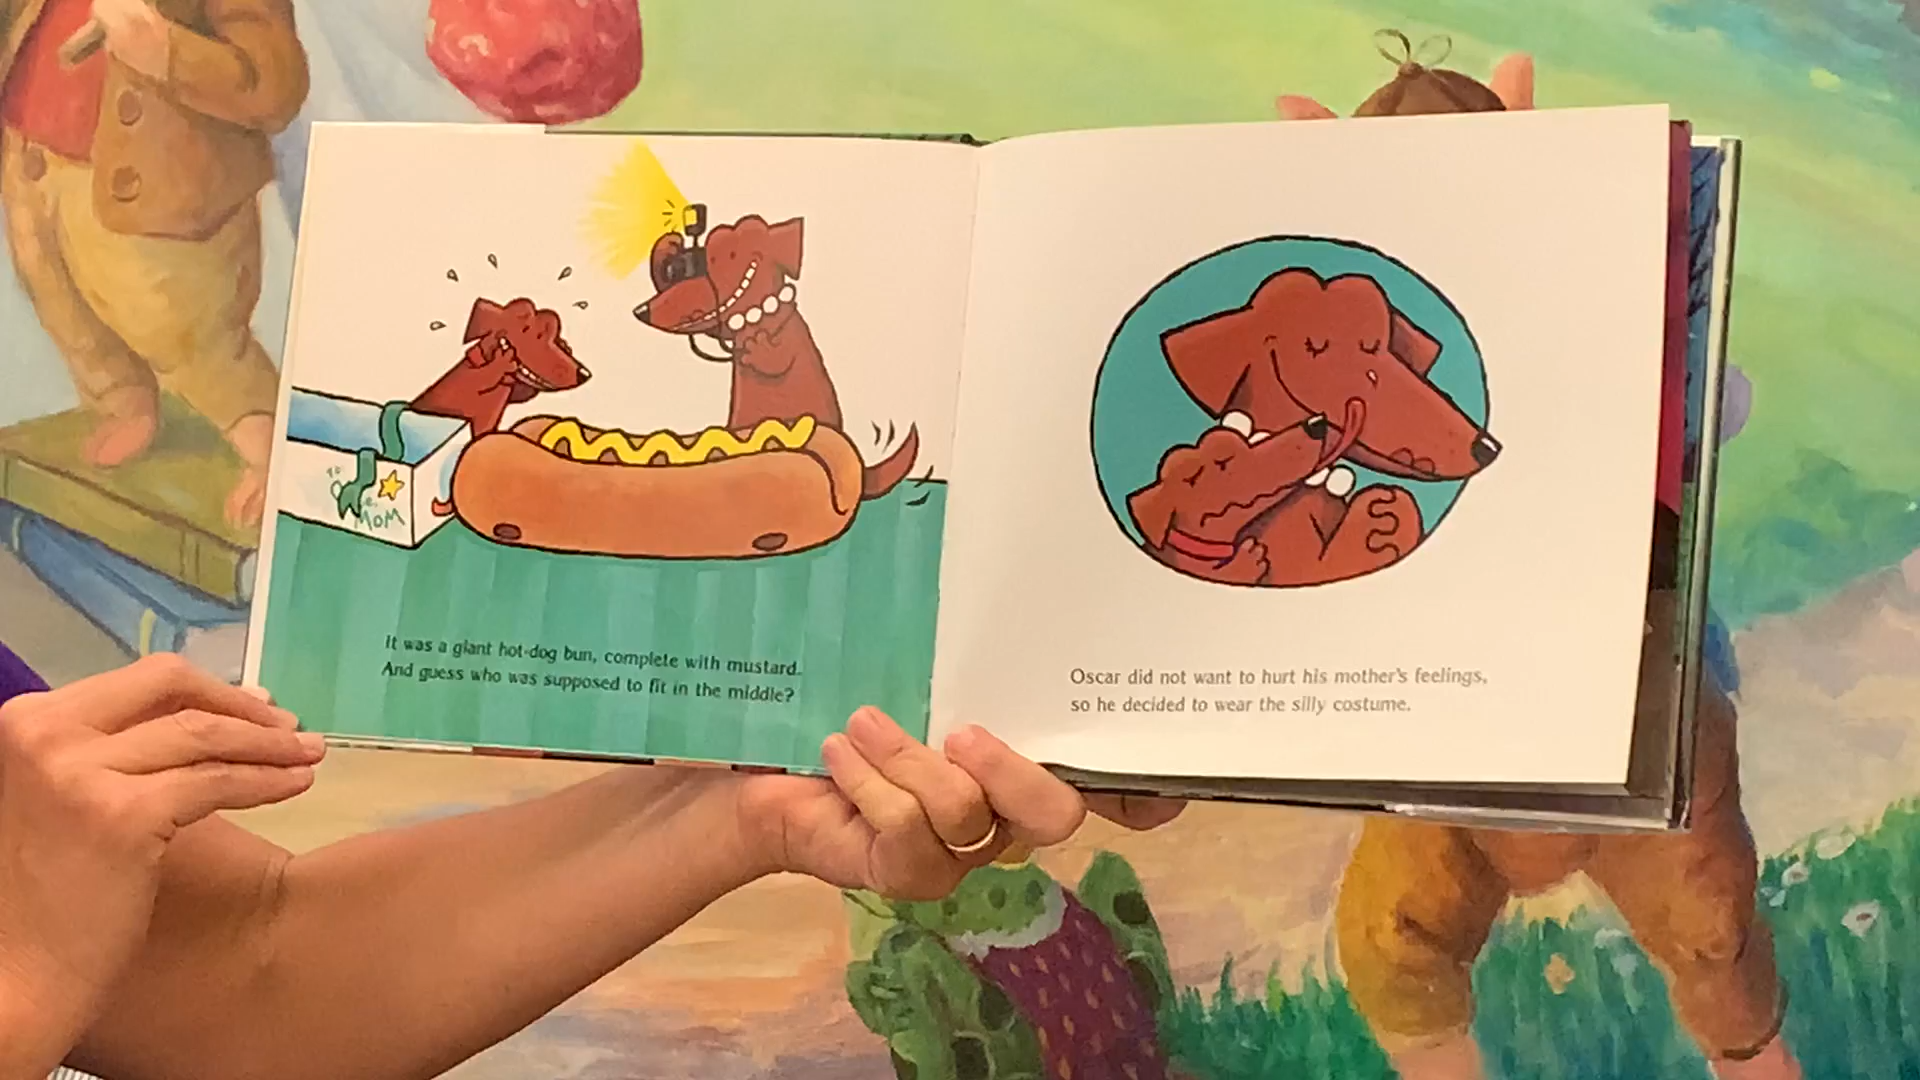 To
MOM
It was a giant hot-dog bun, complete with mustard.
And guess who was supposed to fit in the middle?
Oscar did not want to hurt his mother's feelings,
so he decided to wear the silly costume.